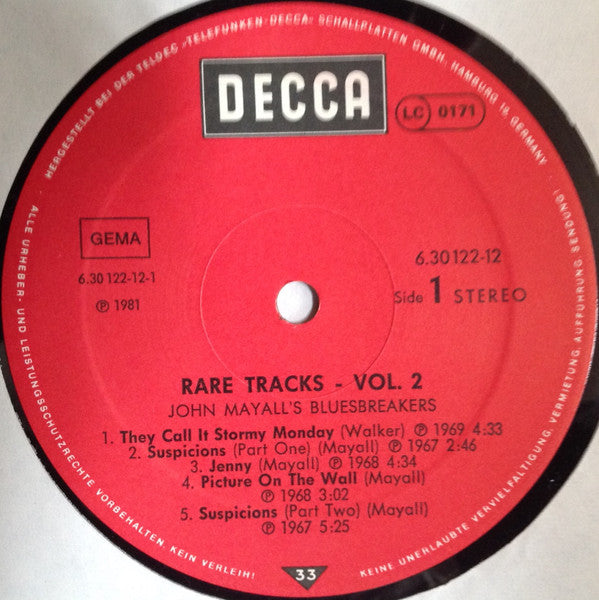 HERGESTELLT BEI DER TELDEC »TELEFUNKEN-DECCA« SCHALLPLATTEN GMBH, HAMBURG 19, GERMANY
DECCA
LC 0171
GEMA
6.30 122-12-1
℗ 1981
6.30122-12
Side 1 STEREO
RARE TRACKS - VOL. 2
JOHN MAYALL'S BLUESBREAKERS
1. They Call It Stormy Monday (Walker) ℗ 1969 4:33
2. Suspicions (Part One) (Mayall) ℗ 1967 2:46
3. Jenny (Mayall) ℗ 1968 4:34
4. Picture On The Wall (Mayall)
℗ 1968 3:02
5. Suspicions (Part Two) (Mayall)
℗ 1967 5:25
33
ALLE URHEBER- UND LEISTUNGSSCHUTZRECHTE VORBEHALTEN. KEIN VERLEIH!
KEINE UNERLAUBTE VERVIELFÄLTIGUNG, VERMIETUNG, AUFFÜHRUNG, SENDUNG!